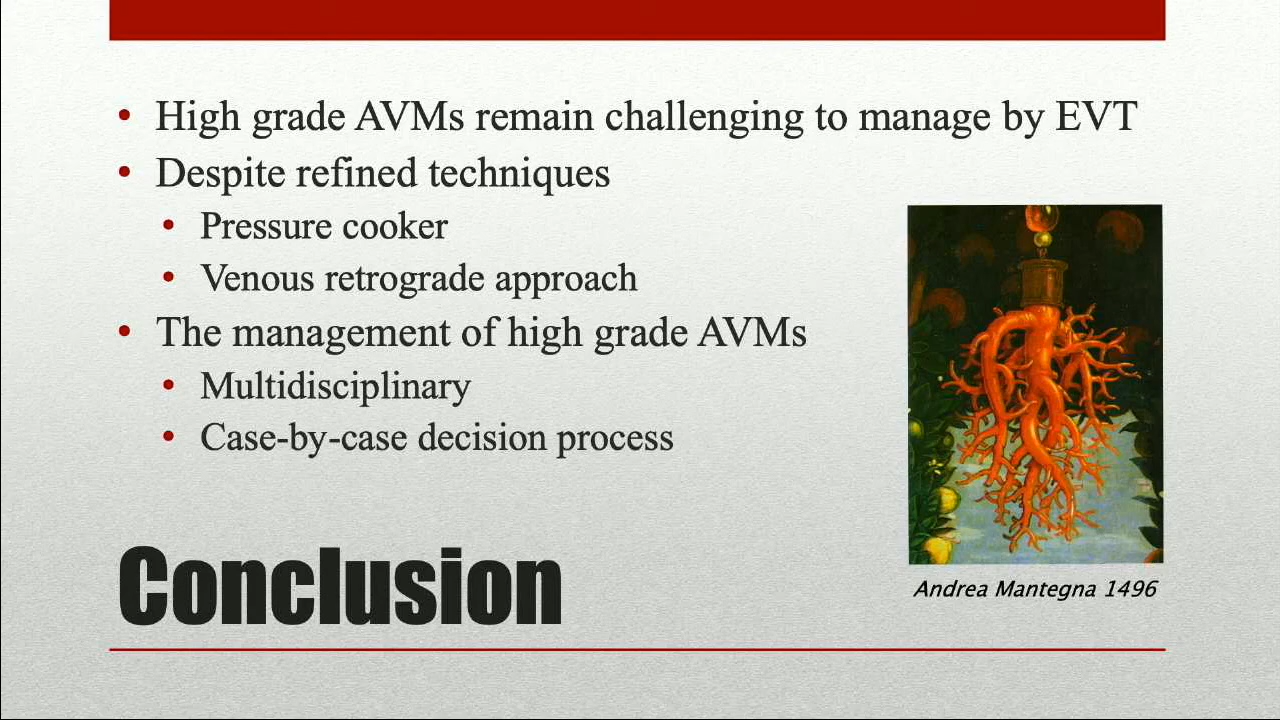 • High grade AVMs remain challenging to manage by EVT
• Despite refined techniques
• Pressure cooker
• Venous retrograde approach
• The management of high grade AVMs
• Multidisciplinary
• Case-by-case decision process
Conclusion
Andrea Mantegna 1496